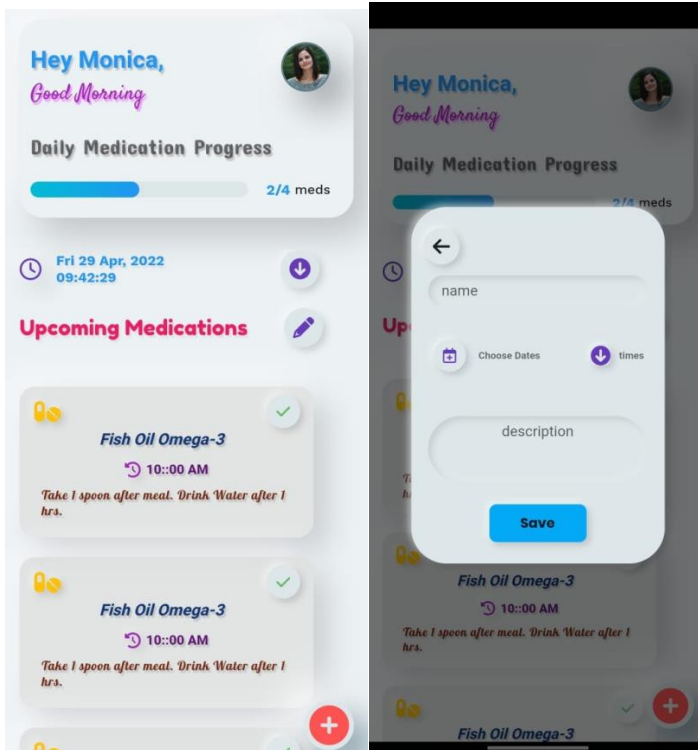 Hey Monica,
Good Morning
Daily Medication Progress
2/4 meds
Fri 29 Apr, 2022
09:42:29
Upcoming Medications
Fish Oil Omega-3
10::00 AM
Take 1 spoon after meal. Drink Water after 1
hrs.
Fish Oil Omega-3
10::00 AM
Take 1 spoon after meal. Drink Water after 1
hrs.
Hey Monica,
Good Morning
Daily Medication Progress
2/4 meds
name
Up
Choose Dates
times
description
Save
Fish Oil Omega-3
10::00 AM
Take 1 spoon after meal. Drink Water after 1
hrs.
Fish Oil Omega-3